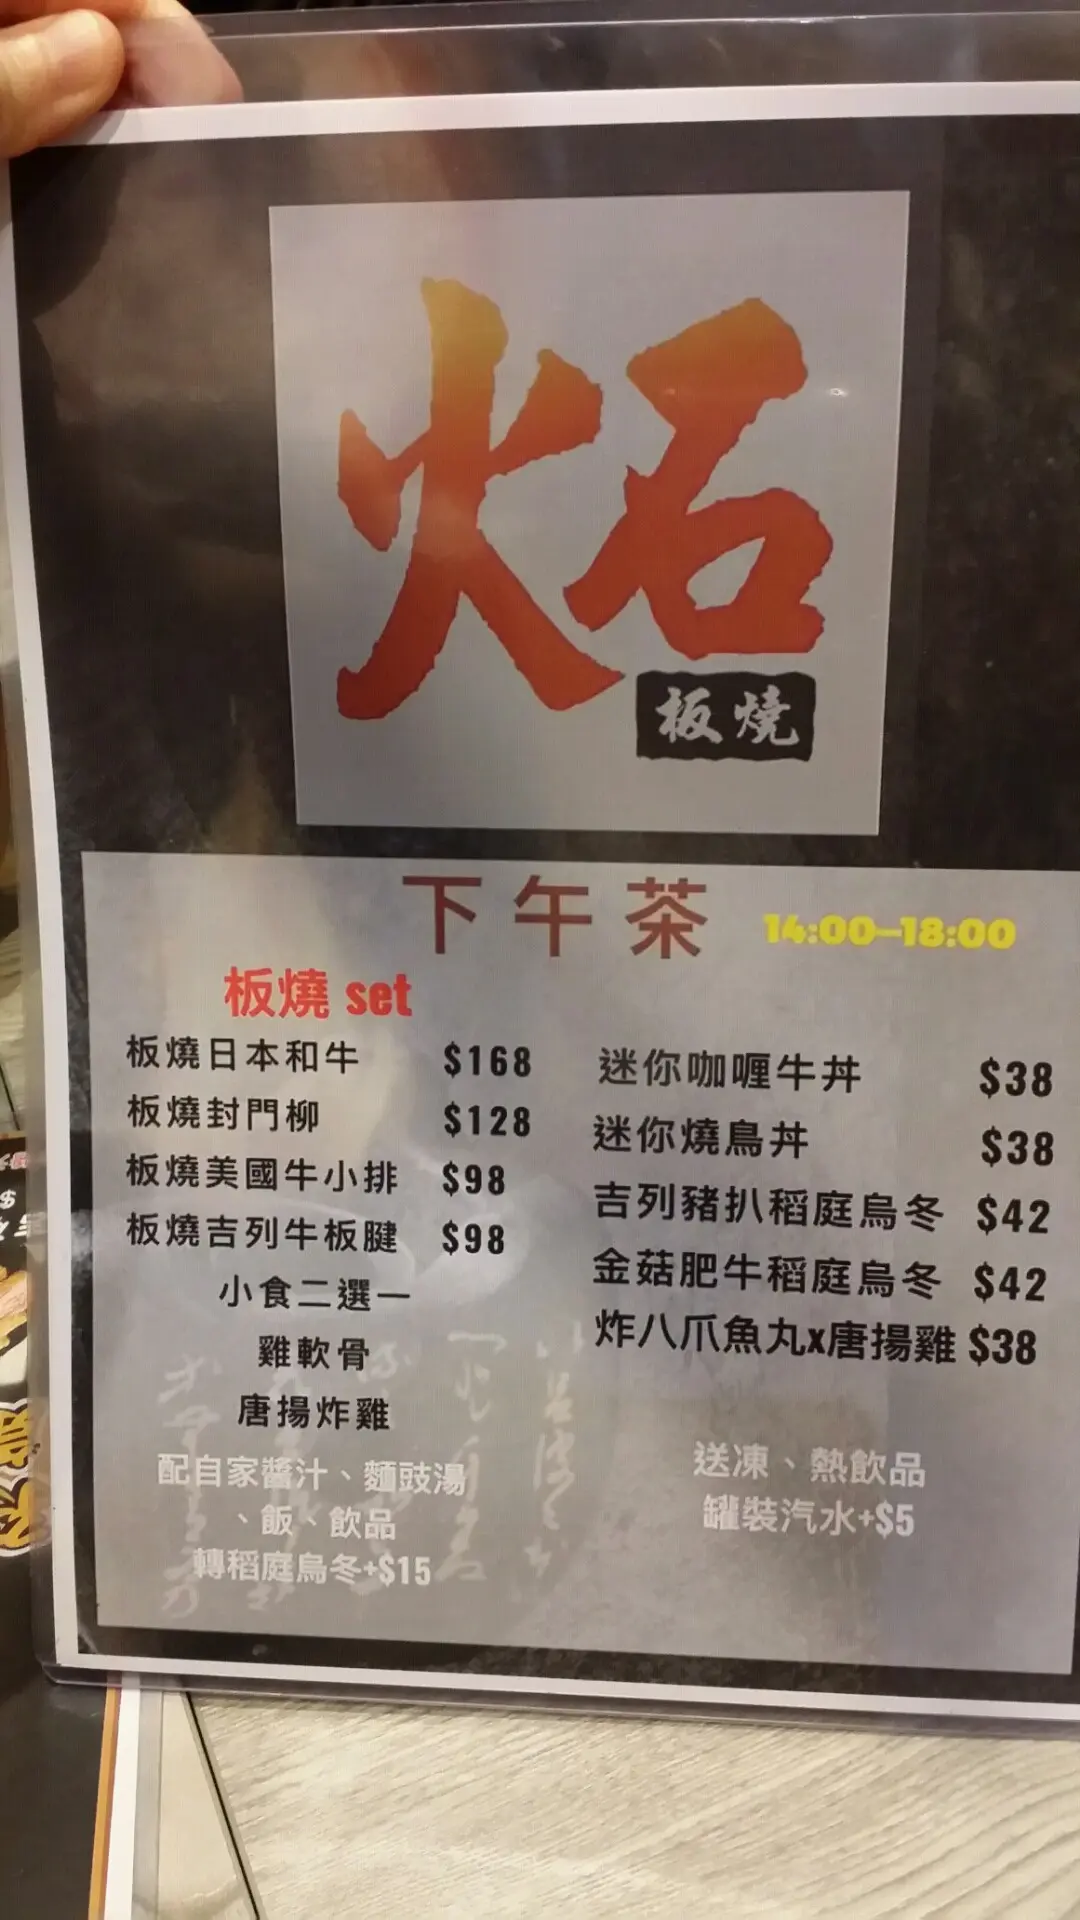 火石
板燒
下午茶 14:00–18:00
板燒 set
板燒日本和牛 $168
板燒封門柳 $128
板燒美國牛小排 $98
板燒吉列牛板腱 $98
小食二選一
雞軟骨
唐揚炸雞
配自家醬汁、麵豉湯
、飯、飲品
轉稻庭烏冬+$15
迷你咖喱牛丼 $38
迷你燒鳥丼 $38
吉列豬扒稻庭烏冬 $42
金菇肥牛稻庭烏冬 $42
炸八爪魚丸x唐揚雞 $38
送凍、熱飲品
罐裝汽水+$5